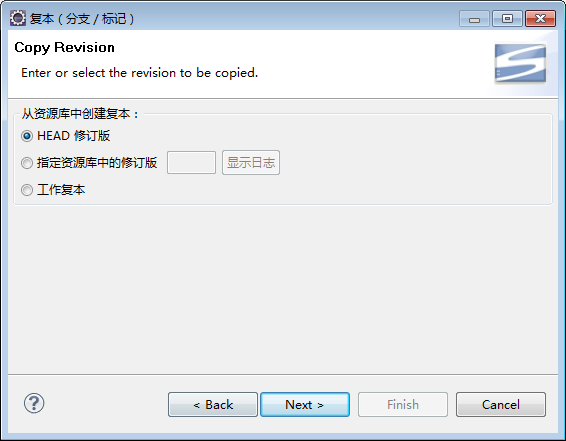 复本（分支 / 标记）
Copy Revision
Enter or select the revision to be copied.
从资源库中创建复本：
HEAD 修订版
指定资源库中的修订版 显示日志
工作复本
? < Back Next > Finish Cancel